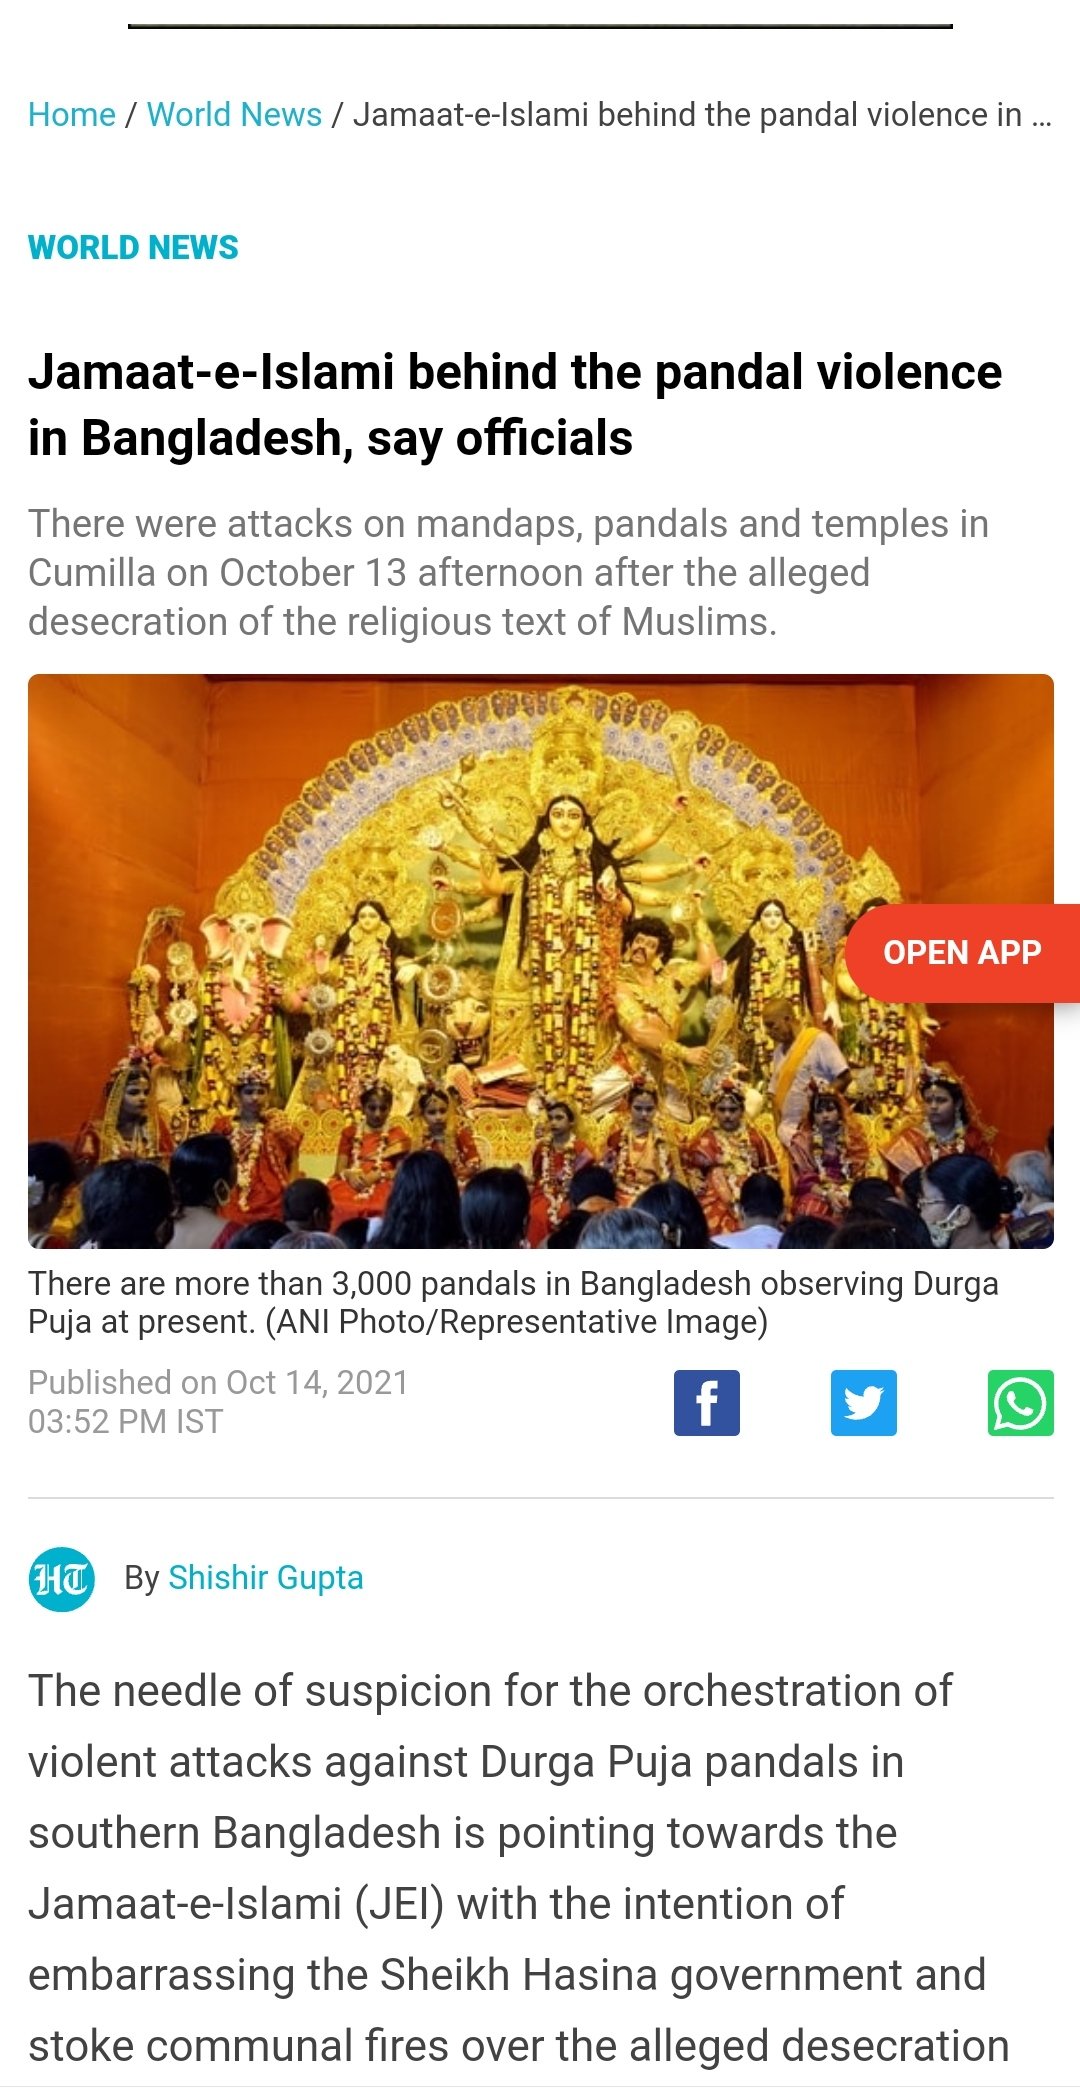 Home / World News / Jamaat-e-Islami behind the pandal violence in ...
WORLD NEWS
Jamaat-e-Islami behind the pandal violence
in Bangladesh, say officials
There were attacks on mandaps, pandals and temples in
Cumilla on October 13 afternoon after the alleged
desecration of the religious text of Muslims.
OPEN APP
There are more than 3,000 pandals in Bangladesh observing Durga
Puja at present. (ANI Photo/Representative Image)
Published on Oct 14, 2021
03:52 PM IST
f
HT By Shishir Gupta
The needle of suspicion for the orchestration of
violent attacks against Durga Puja pandals in
southern Bangladesh is pointing towards the
Jamaat-e-Islami (JEI) with the intention of
embarrassing the Sheikh Hasina government and
stoke communal fires over the alleged desecration